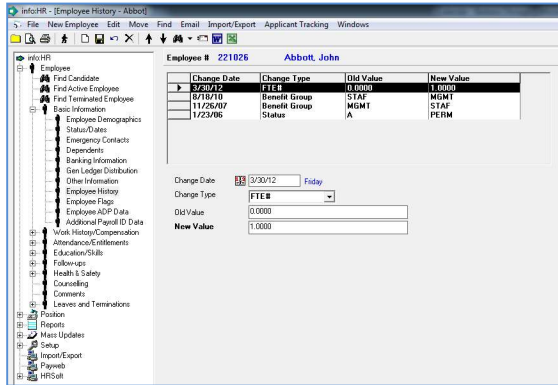 info:HR - [Employee History - Abbot]
File New Employee Edit Move Find Email Import/Export Applicant Tracking Windows
info:HR
Employee
Find Candidate
Find Active Employee
Find Terminated Employee
Basic Information
Employee Demographics
Status/Dates
Emergency Contacts
Dependents
Banking Information
Gen Ledger Distribution
Other Information
Employee History
Employee Flags
Employee ADP Data
Additional Payroll ID Data
Work History/Compensation
Attendance/Entitlements
Education/Skills
Follow-ups
Health & Safety
Counselling
Comments
Leaves and Terminations
Position
Reports
Mass Updates
Setup
Import/Export
Payweb
HRSoft
Employee # 221026 Abbott, John
Change Date Change Type Old Value New Value
3/30/12 FTE# 0.0000 1.0000
8/18/10 Benefit Group STAF MGMT
11/26/07 Benefit Group MGMT STAF
1/23/06 Status A PERM
Change Date 3/30/12 Friday
Change Type FTE#
Old Value 0.0000
New Value 1.0000